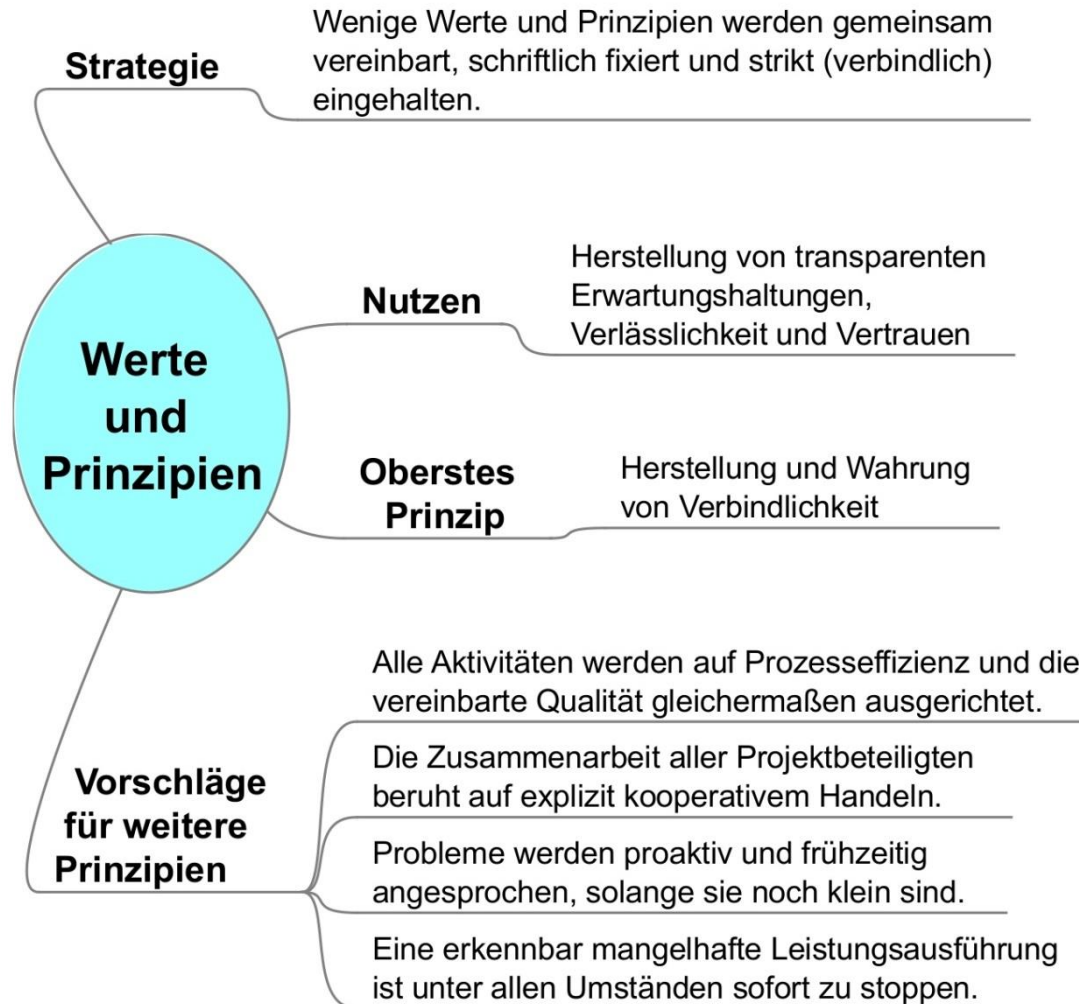 Strategie
Wenige Werte und Prinzipien werden gemeinsam
vereinbart, schriftlich fixiert und strikt (verbindlich)
eingehalten.
Werte
und
Prinzipien
Nutzen
Herstellung von transparenten
Erwartungshaltungen,
Verlässlichkeit und Vertrauen
Oberstes
Prinzip
Herstellung und Wahrung
von Verbindlichkeit
Vorschläge
für weitere
Prinzipien
Alle Aktivitäten werden auf Prozesseffizienz und die
vereinbarte Qualität gleichermaßen ausgerichtet.
Die Zusammenarbeit aller Projektbeteiligten
beruht auf explizit kooperativem Handeln.
Probleme werden proaktiv und frühzeitig
angesprochen, solange sie noch klein sind.
Eine erkennbar mangelhafte Leistungsausführung
ist unter allen Umständen sofort zu stoppen.